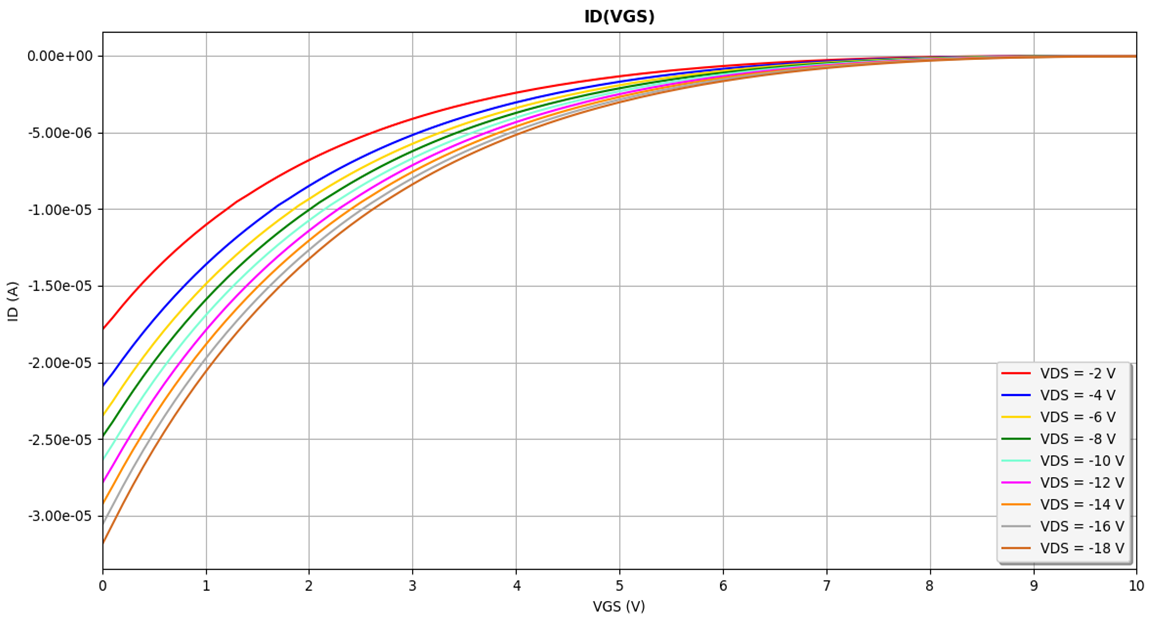 ID(VGS)
0.00e+00
-5.00e-06
-1.00e-05
-1.50e-05
-2.00e-05
-2.50e-05
-3.00e-05
ID (A)
VDS = -2 V
VDS = -4 V
VDS = -6 V
VDS = -8 V
VDS = -10 V
VDS = -12 V
VDS = -14 V
VDS = -16 V
VDS = -18 V
0 1 2 3 4 5 6 7 8 9 10
VGS (V)